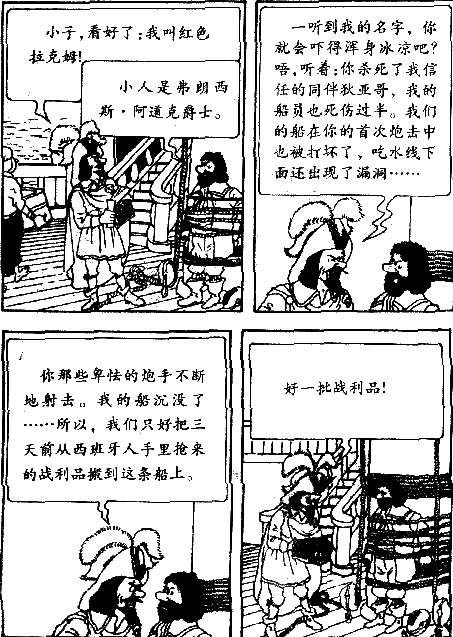 小子，看好了：我叫红色
拉克姆！
小人是弗朗西
斯·阿道克爵士。
一听到我的名字，你
就会吓得浑身冰凉吧？
唔，听着：你杀死了我信
任的同伴狄亚哥，我的
船员也死伤过半。我们
的船在你的首次炮击中
也被打坏了，吃水线下
面还出现了漏洞……
你那些卑怯的炮手不断
地射击。我的船沉没了
……所以，我们只好把三
天前从西班牙人手里抢来
的战利品搬到这条船上。
好一批战利品！